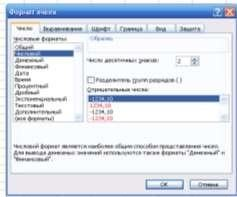 Формат ячеек
Число Выравнивание Шрифт Граница Вид Защита
Числовые форматы:
Образец
Общий
Числовой
Денежный
Финансовый
Дата
Время
Процентный
Дробный
Экспоненциальный
Текстовый
Дополнительный
(все форматы)
Число десятичных знаков: 2
Разделитель групп разрядов ( )
Отрицательные числа:
-1234,10
1234,10
-1234,10
-1234,10
Числовой формат является наиболее общим способом представления чисел.
Для вывода денежных значений используются также форматы "Денежный" и
"Финансовый".
ОК Отмена